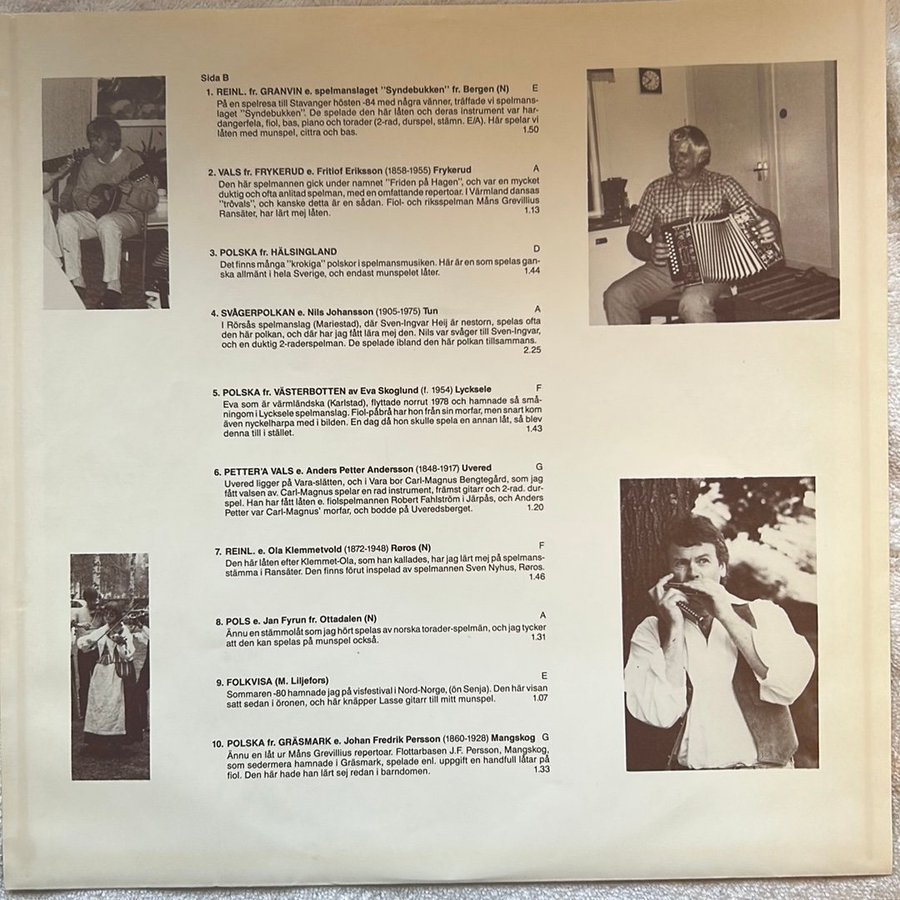 Sida B
1. REINL. fr. GRANVIN e. spelmanslaget "Syndebukken" fr. Bergen (N) E
På en spelresa till Stavanger hösten -84 med några vänner, träffade vi spelmans-
laget "Syndebukken". De spelade den här låten och deras instrument var har-
dangerfela, fiol, bas, piano och torader (2-rad, durspel, stämn. E/A). Här spelar vi
låten med munspel, cittra och bas. 1.50
2. VALS fr. FRYKERUD e. Fritiof Eriksson (1858-1955) Frykerud A
Den här spelmannen gick under namnet "Friden på Hagen", och var en mycket
duktig och ofta anlitad spelman, med en omfattande repertoar. I Värmland dansas
"trövals", och kanske detta är en sådan. Fiol- och riksspelman Måns Grevillius
Ransäter, har lärt mej låten. 1.13
3. POLSKA fr. HÄLSINGLAND D
Det finns många "krokiga" polskor i spelmansmusiken. Här är en som spelas gan-
ska allmänt i hela Sverige, och endast munspelet låter. 1.44
4. SVÅGERPOLKAN e. Nils Johansson (1905-1975) Tun A
I Rörsås spelmanslag (Mariestad), där Sven-Ingvar Heij är nestorn, spelas ofta
den här polkan, och där har jag fått lära mej den. Nils var svåger till Sven-Ingvar,
och en duktig 2-raderspelman. De spelade ibland den här polkan tillsammans.
2.25
5. POLSKA fr. VÄSTERBOTTEN av Eva Skoglund (f. 1954) Lycksele F
Eva som är värmländska (Karlstad), flyttade norrut 1978 och hamnade så små-
ningom i Lycksele spelmanslag. Fiol-påbrå har hon från sin morfar, men snart kom
även nyckelharpa med i bilden. En dag då hon skulle spela en annan låt, så blev
denna till i stället. 1.43
6. PETTER'A VALS e. Anders Petter Andersson (1848-1917) Uvered G
Uvered ligger på Vara-slätten, och i Vara bor Carl-Magnus Bengtegård, som jag
fått valsen av. Carl-Magnus spelar en rad instrument, främst gitarr och 2-rad. dur-
spel. Han har fått låten e. fiolspelmannen Robert Fahlström i Järpås, och Anders
Petter var Carl-Magnus' morfar, och bodde på Uveredsberget. 1.20
7. REINL. e. Ola Klemmetvold (1872-1948) Røros (N) F
Den här låten efter Klemmet-Ola, som han kallades, har jag lärt mej på spelmans-
stämma i Ransäter. Den finns förut inspelad av spelmannen Sven Nyhus, Røros.
1.46
8. POLS e. Jan Fyrun fr. Ottadalen (N) A
Ännu en stämmolåt som jag hört spelas av norska torader-spelmän, och jag tycker
att den kan spelas på munspel också. 1.31
9. FOLKVISA (M. Liljefors) E
Sommaren -80 hamnade jag på visfestival i Nord-Norge, (ön Senja). Den här visan
satt sedan i öronen, och här knäpper Lasse gitarr till mitt munspel. 1.07
10. POLSKA fr. GRÄSMARK e. Johan Fredrik Persson (1860-1928) Mangskog G
Ännu en låt ur Måns Grevillius repertoar. Flottarbasen J.F. Persson, Mangskog,
som sedermera hamnade i Gräsmark, spelade enl. uppgift en handfull låtar på
fiol. Den här hade han lärt sej redan i barndomen. 1.33